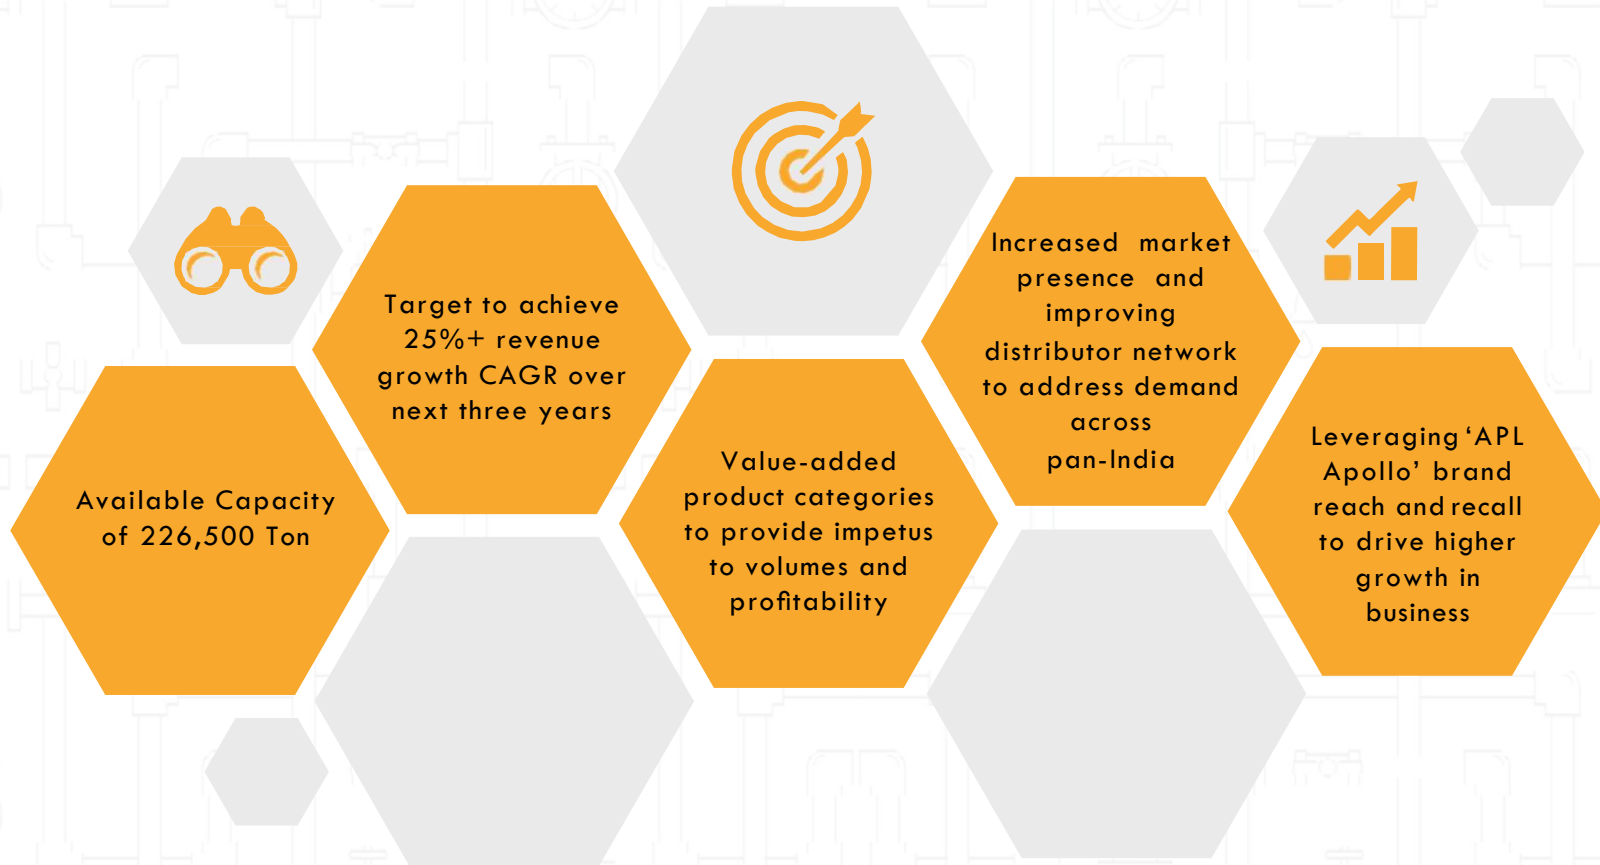 Available Capacity
of 226,500 Ton
Target to achieve
25%+ revenue
growth CAGR over
next three years
Value-added
product categories
to provide impetus
to volumes and
profitability
Increased market
presence and
improving
distributor network
to address demand
across
pan-India
Leveraging ‘APL
Apollo’ brand
reach and recall
to drive higher
growth in
business